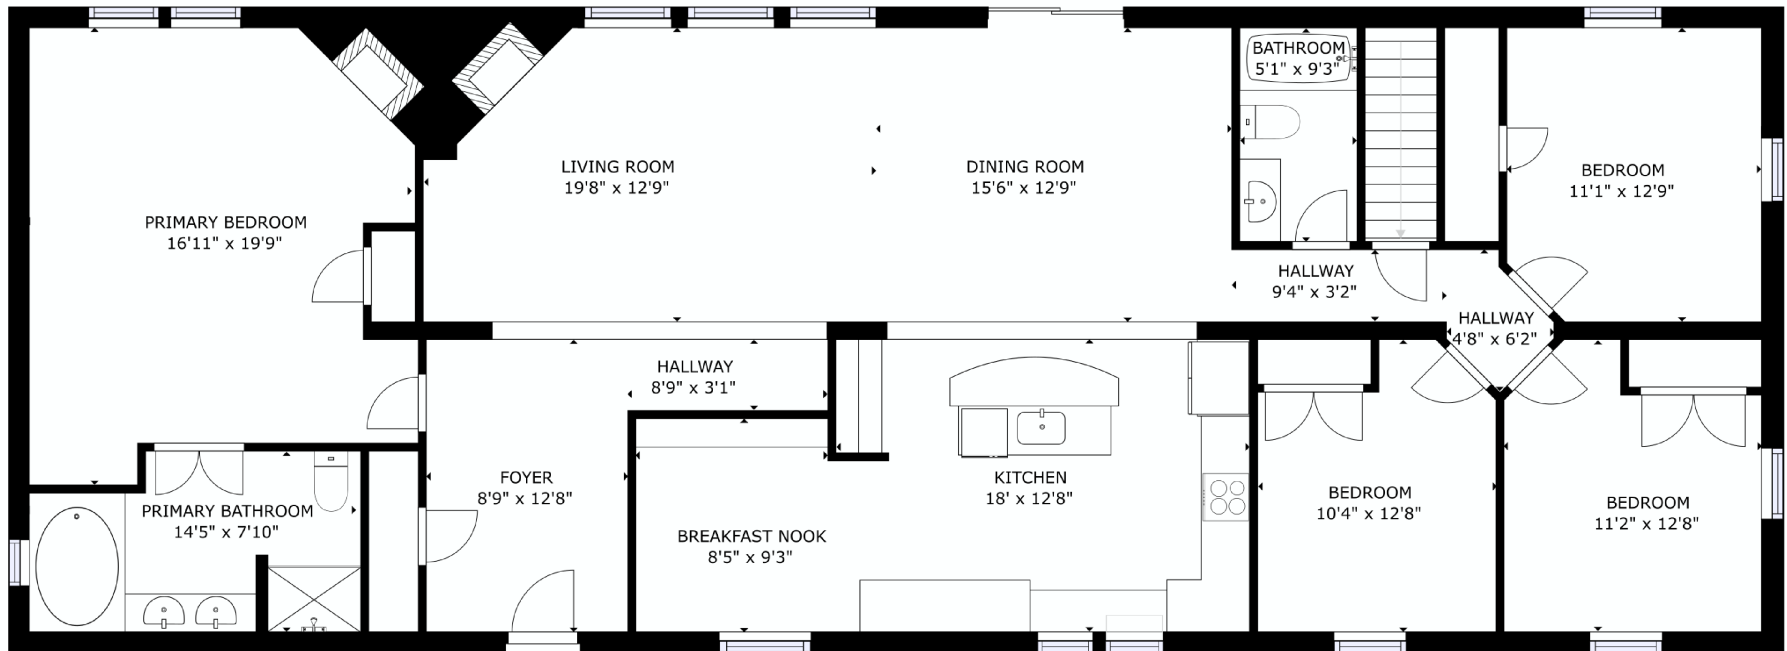 BATHROOM
5'1" x 9'3"
LIVING ROOM
19'8" x 12'9"
DINING ROOM
15'6" x 12'9"
BEDROOM
11'1" x 12'9"
PRIMARY BEDROOM
16'11" x 19'9"
HALLWAY
9'4" x 3'2"
HALLWAY
4'8" x 6'2"
HALLWAY
8'9" x 3'1"
FOYER
8'9" x 12'8"
KITCHEN
18' x 12'8"
BEDROOM
10'4" x 12'8"
BEDROOM
11'2" x 12'8"
PRIMARY BATHROOM
14'5" x 7'10"
BREAKFAST NOOK
8'5" x 9'3"